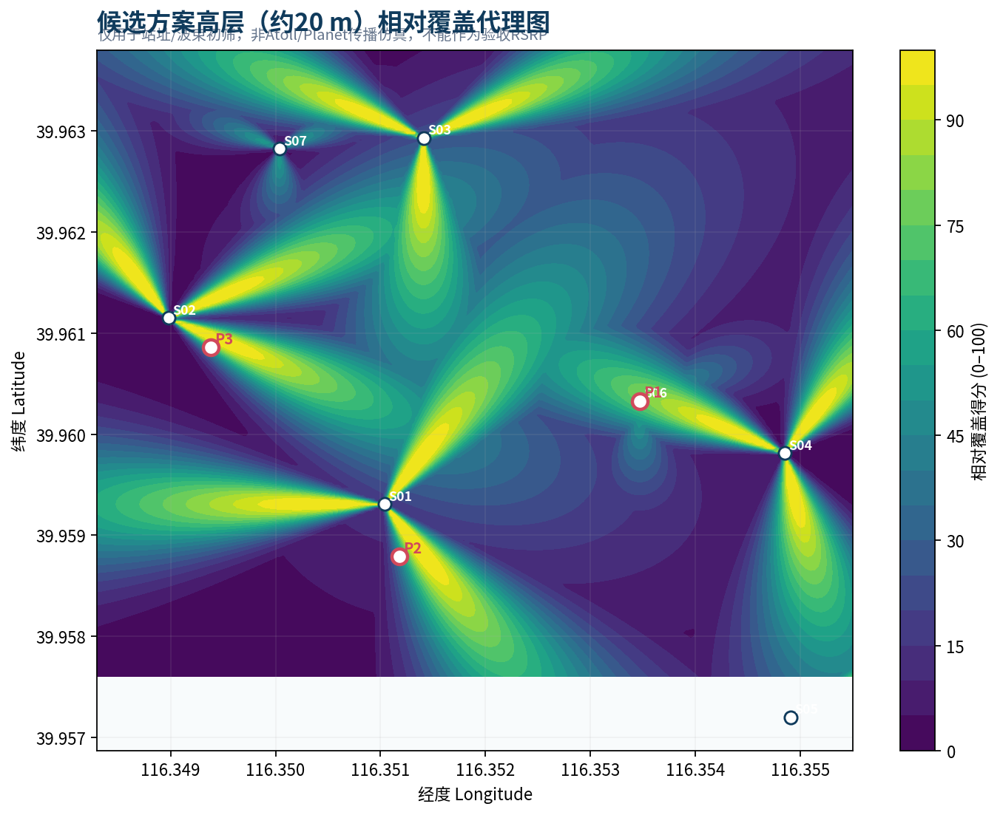 候选方案高层（约20 m）相对覆盖代理图
仅用于站址/波束初筛，非Atoll/Planet传播仿真，不能作为验收RSRP
39.963
39.962
39.961
39.960
39.959
39.958
39.957
纬度 Latitude
S03
S07
S02
P3
P1
S04
S01
P2
S05
116.349
116.350
116.351
116.352
116.353
116.354
116.355
经度 Longitude
90
75
60
45
30
15
0
相对覆盖得分 (0–100)